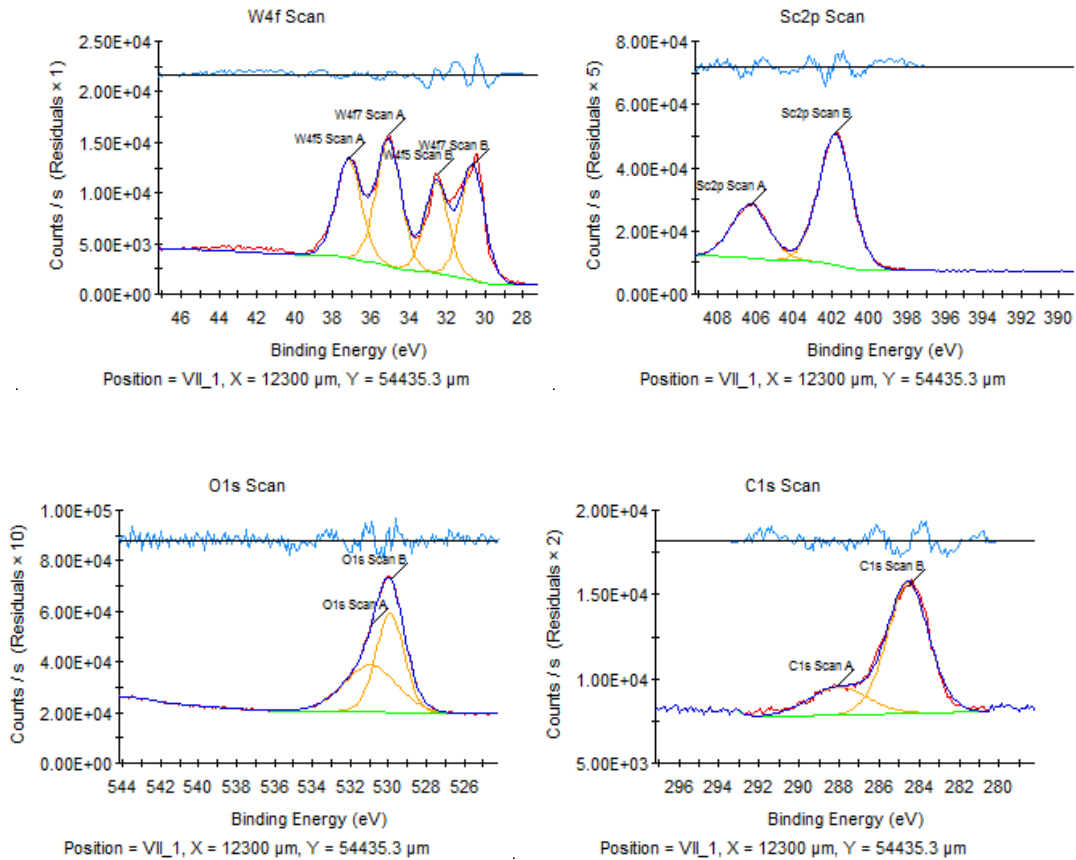 W4f Scan
Counts / s (Residuals × 1)
2.50E+04
2.00E+04
1.50E+04
1.00E+04
5.00E+03
0.00E+00
W4f5 Scan A
W4f7 Scan A
W4f5 Scan B
W4f7 Scan B
46 44 42 40 38 36 34 32 30 28
Binding Energy (eV)
Position = VII_1, X = 12300 µm, Y = 54435.3 µm
Sc2p Scan
Counts / s (Residuals × 5)
8.00E+04
6.00E+04
4.00E+04
2.00E+04
0.00E+00
Sc2p Scan A
Sc2p Scan B
408 406 404 402 400 398 396 394 392 390
Binding Energy (eV)
Position = VII_1, X = 12300 µm, Y = 54435.3 µm
O1s Scan
Counts / s (Residuals × 10)
1.00E+05
8.00E+04
6.00E+04
4.00E+04
2.00E+04
0.00E+00
O1s Scan B
O1s Scan A
544 542 540 538 536 534 532 530 528 526
Binding Energy (eV)
Position = VII_1, X = 12300 µm, Y = 54435.3 µm
C1s Scan
Counts / s (Residuals × 2)
2.00E+04
1.50E+04
1.00E+04
5.00E+03
C1s Scan B
C1s Scan A
296 294 292 290 288 286 284 282 280
Binding Energy (eV)
Position = VII_1, X = 12300 µm, Y = 54435.3 µm